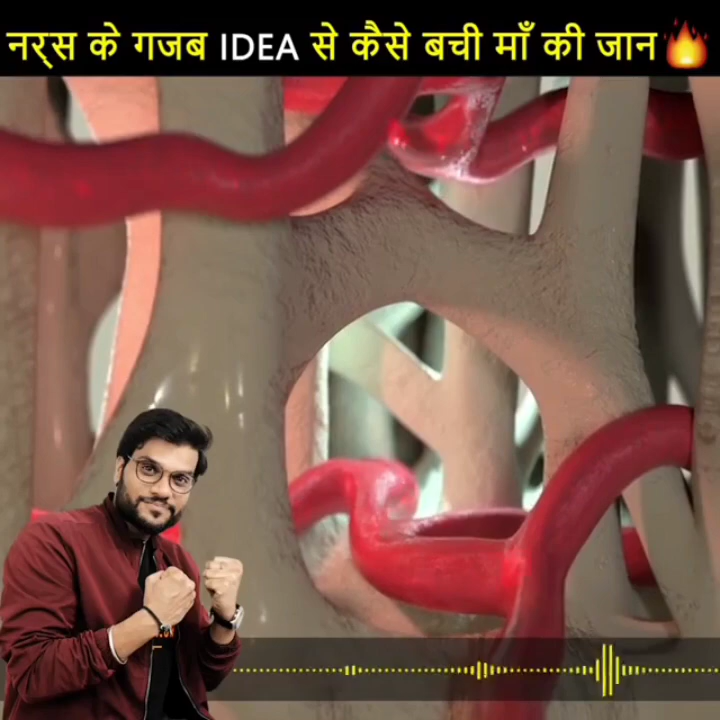 नर्स के गजब IDEA से कैसे बची माँ की जान🔥